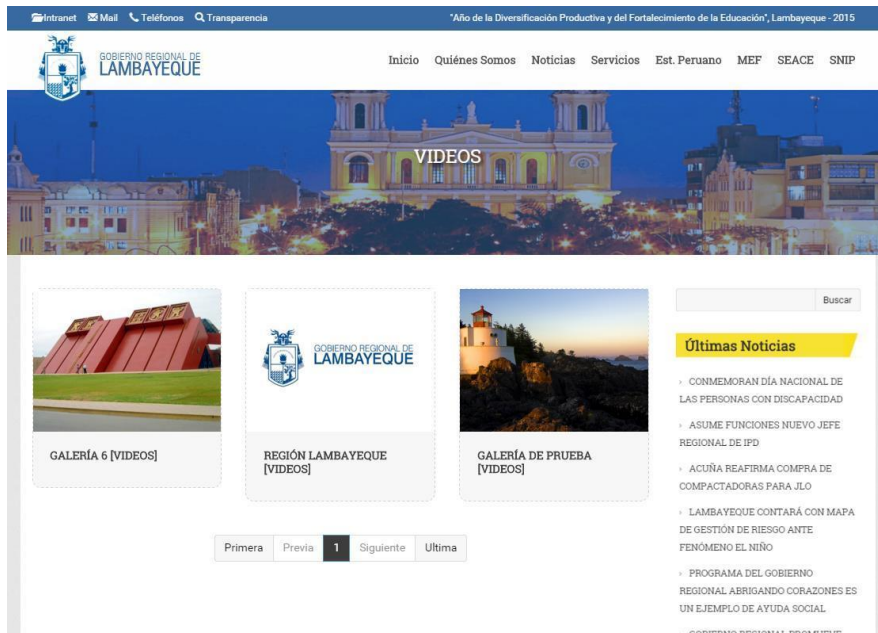 Intranet Mail Teléfonos Transparencia
"Año de la Diversificación Productiva y del Fortalecimiento de la Educación", Lambayeque - 2015
GOBIERNO REGIONAL DE
LAMBAYEQUE
Inicio Quiénes Somos Noticias Servicios Est. Peruano MEF SEACE SNIP
VIDEOS
GALERÍA 6 [VIDEOS]
GOBIERNO REGIONAL DE
LAMBAYEQUE
REGIÓN LAMBAYEQUE
[VIDEOS]
GALERÍA DE PRUEBA
[VIDEOS]
Primera Previa 1 Siguiente Ultima
Buscar
Últimas Noticias
CONMEMORAN DÍA NACIONAL DE
LAS PERSONAS CON DISCAPACIDAD
ASUME FUNCIONES NUEVO JEFE
REGIONAL DE IPD
ACUÑA REAFIRMA COMPRA DE
COMPACTADORAS PARA JLO
LAMBAYEQUE CONTARÁ CON MAPA
DE GESTIÓN DE RIESGO ANTE
FENÓMENO EL NIÑO
PROGRAMA DEL GOBIERNO
REGIONAL ABRIGANDO CORAZONES ES
UN EJEMPLO DE AYUDA SOCIAL
GOBIERNO REGIONAL PROMUEVE